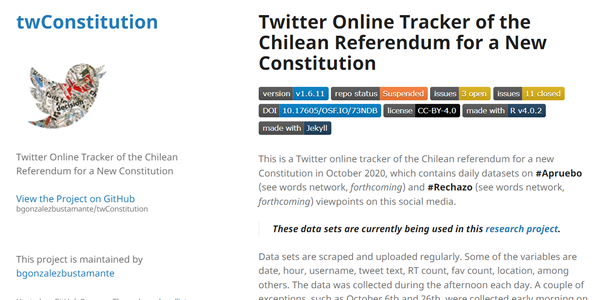 twConstitution
decision
Twitter Online Tracker of the Chilean
Referendum for a New Constitution
View the Project on GitHub
bgonzalezbustamante/twConstitution
This project is maintained by
bgonzalezbustamante
Twitter Online Tracker of the
Chilean Referendum for a New
Constitution
version v1.6.11 repo status Suspended issues 3 open issues 11 closed
DOI 10.17605/OSF.IO/73NDB license CC-BY-4.0 made with R v4.0.2
made with Jekyll
This is a Twitter online tracker of the Chilean referendum for a new
Constitution in October 2020, which contains daily datasets on #Apruebo
(see words network, forthcoming) and #Rechazo (see words network,
forthcoming) viewpoints on this social media.
These data sets are currently being used in this research project.
Data sets are scraped and uploaded regularly. Some of the variables are
date, hour, username, tweet text, RT count, fav count, location, among
others. The data was collected during the afternoon each day. A couple of
exceptions, such as October 6th and 26th, were collected early morning on